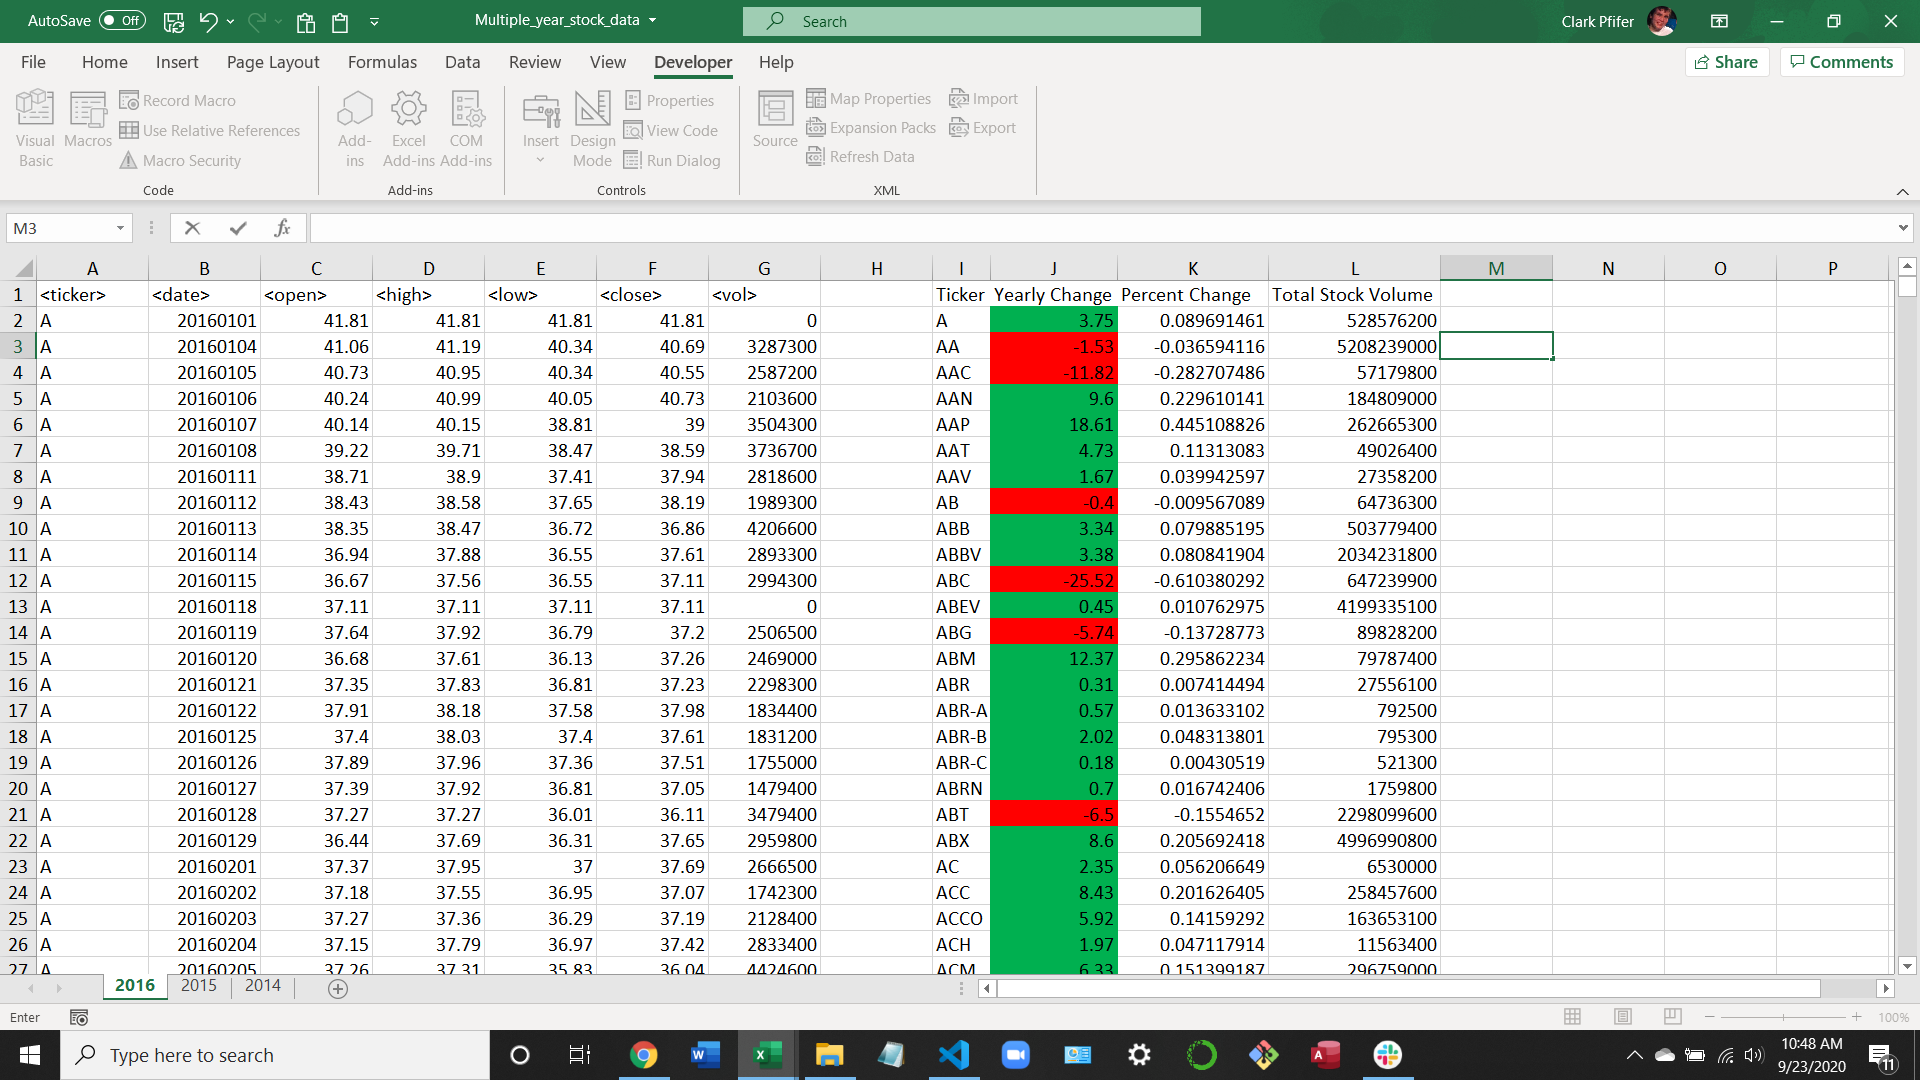 AutoSave Off Multiple_year_stock_data Search Clark Pfifer
File Home Insert Page Layout Formulas Data Review View Developer Help Share Comments
Visual Basic
Macros
Record Macro
Use Relative References
Macro Security
Code
Add-ins
Excel Add-ins
COM Add-ins
Add-ins
Insert
Design Mode
Properties
View Code
Run Dialog
Controls
Source
Map Properties
Expansion Packs
Refresh Data
Import
Export
XML
M3 fx
A B C D E F G H I J K L M N O P
1 <ticker> <date> <open> <high> <low> <close> <vol> Ticker Yearly Change Percent Change Total Stock Volume
2 A 20160101 41.81 41.81 41.81 41.81 0 A 3.75 0.089691461 528576200
3 A 20160104 41.06 41.19 40.34 40.69 3287300 AA -1.53 -0.036594116 5208239000
4 A 20160105 40.73 40.95 40.34 40.55 2587200 AAC -11.82 -0.282707486 57179800
5 A 20160106 40.24 40.99 40.05 40.73 2103600 AAN 9.6 0.229610141 184809000
6 A 20160107 40.14 40.15 38.81 39 3504300 AAP 18.61 0.445108826 262665300
7 A 20160108 39.22 39.71 38.47 38.59 3736700 AAT 4.73 0.11313083 49026400
8 A 20160111 38.71 38.9 37.41 37.94 2818600 AAV 1.67 0.039942597 27358200
9 A 20160112 38.43 38.58 37.65 38.19 1989300 AB -0.4 -0.009567089 64736300
10 A 20160113 38.35 38.47 36.72 36.86 4206600 ABB 3.34 0.079885195 503779400
11 A 20160114 36.94 37.88 36.55 37.61 2893300 ABBV 3.38 0.080841904 2034231800
12 A 20160115 36.67 37.56 36.55 37.11 2994300 ABC -25.52 -0.610380292 647239900
13 A 20160118 37.11 37.11 37.11 37.11 0 ABEV 0.45 0.010762975 4199335100
14 A 20160119 37.64 37.92 36.79 37.2 2506500 ABG -5.74 -0.13728773 89828200
15 A 20160120 36.68 37.61 36.13 37.26 2469000 ABM 12.37 0.295862234 79787400
16 A 20160121 37.35 37.83 36.81 37.23 2298300 ABR 0.31 0.007414494 27556100
17 A 20160122 37.91 38.18 37.58 37.98 1834400 ABR-A 0.57 0.013633102 792500
18 A 20160125 37.4 38.03 37.4 37.61 1831200 ABR-B 2.02 0.048313801 795300
19 A 20160126 37.89 37.96 37.36 37.51 1755000 ABR-C 0.18 0.00430519 521300
20 A 20160127 37.39 37.92 36.81 37.05 1479400 ABRN 0.7 0.016742406 1759800
21 A 20160128 37.27 37.27 36.01 36.11 3479400 ABT -6.5 -0.1554652 2298099600
22 A 20160129 36.44 37.69 36.31 37.65 2959800 ABX 8.6 0.205692418 4996990800
23 A 20160201 37.37 37.95 37 37.69 2666500 AC 2.35 0.056206649 6530000
24 A 20160202 37.18 37.55 36.95 37.07 1742300 ACC 8.43 0.201626405 258457600
25 A 20160203 37.27 37.36 36.29 37.19 2128400 ACCO 5.92 0.14159292 163653100
26 A 20160204 37.15 37.79 36.97 37.42 2833400 ACH 1.97 0.047117914 11563400
27 A 20160205 37.26 37.31 35.83 36.04 4424600 ACM 6.33 0.151399187 296759000
2016 2015 2014
Enter 100%
Type here to search
10:48 AM
9/23/2020
11